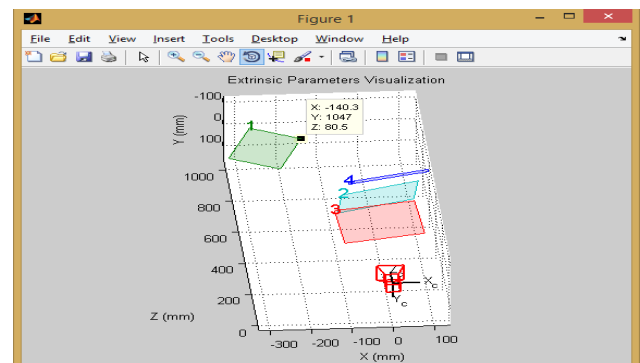 Figure 1
File Edit View Insert Tools Desktop Window Help
Extrinsic Parameters Visualization
X: -140.3
Y: 1047
Z: 80.5
-100
0
100
Y (mm)
1
1000
800
600
400
200
0
Z (mm)
4
2
3
Xc
Yc
-300 -200 -100 0 100
X (mm)